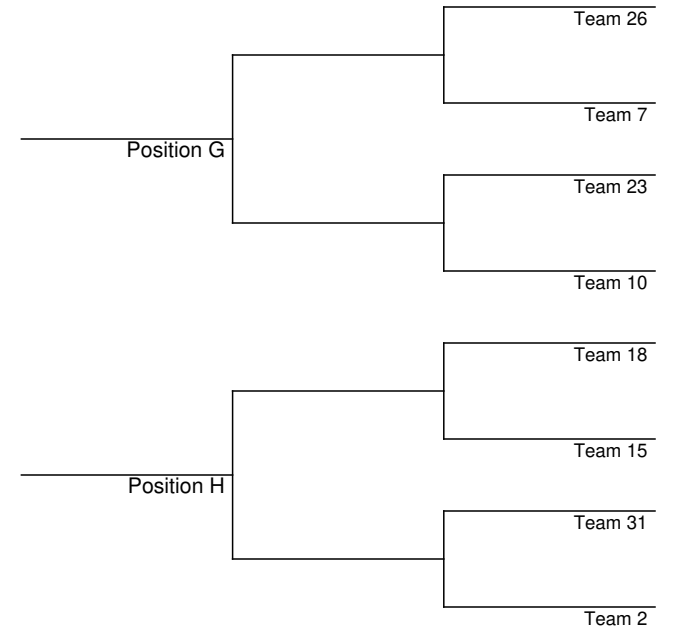 Team 26
Team 7
Position G
Team 23
Team 10
Team 18
Team 15
Position H
Team 31
Team 2